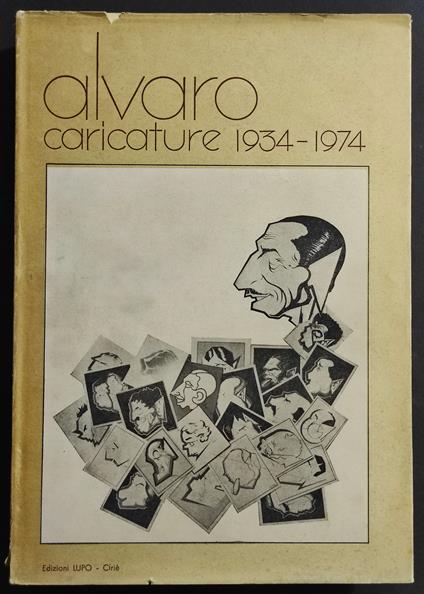 alvaro
caricature 1934-1974
Edizioni LUPO - Ciriè